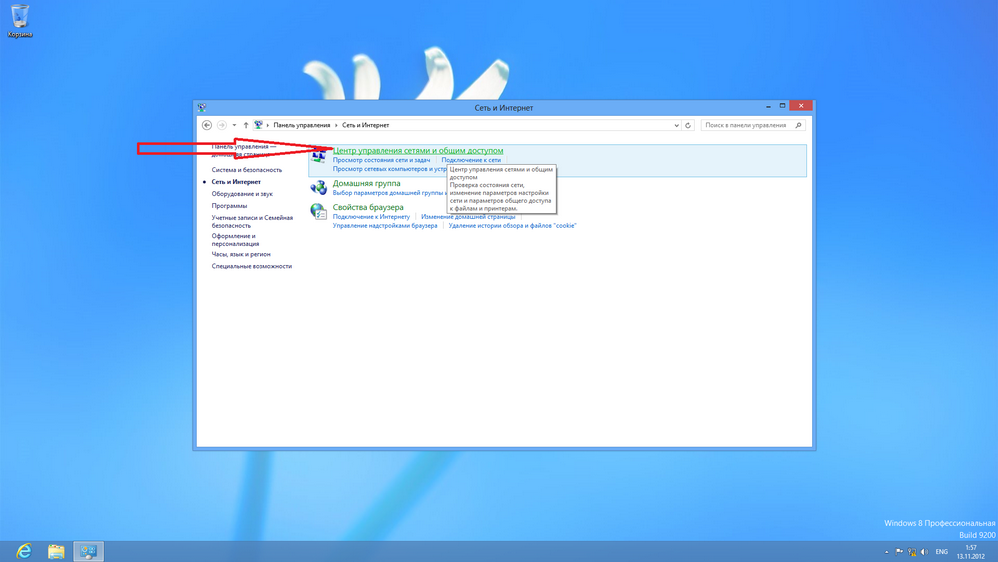 Корзина
Сеть и Интернет
Панель управления
Сеть и Интернет
Поиск в панели управления
Панель управления —
домашняя страница
Система и безопасность
Сеть и Интернет
Оборудование и звук
Программы
Учетные записи и Семейная
безопасность
Оформление и
персонализация
Часы, язык и регион
Специальные возможности
Центр управления сетями и общим доступом
Просмотр состояния сети и задач
Подключение к сети
Просмотр сетевых компьютеров и устр
Центр управления сетями и общим
доступом
Проверка состояния сети,
изменение параметров настройки
сети и параметров общего доступа
к файлам и принтерам.
Домашняя группа
Выбор параметров домашней группы и
Свойства браузера
Подключение к Интернету
Изменение домашней страницы
Управление надстройками браузера
Удаление истории обзора и файлов "cookie"
Windows 8 Профессиональная
Build 9200
ENG
1:57
13.11.2012